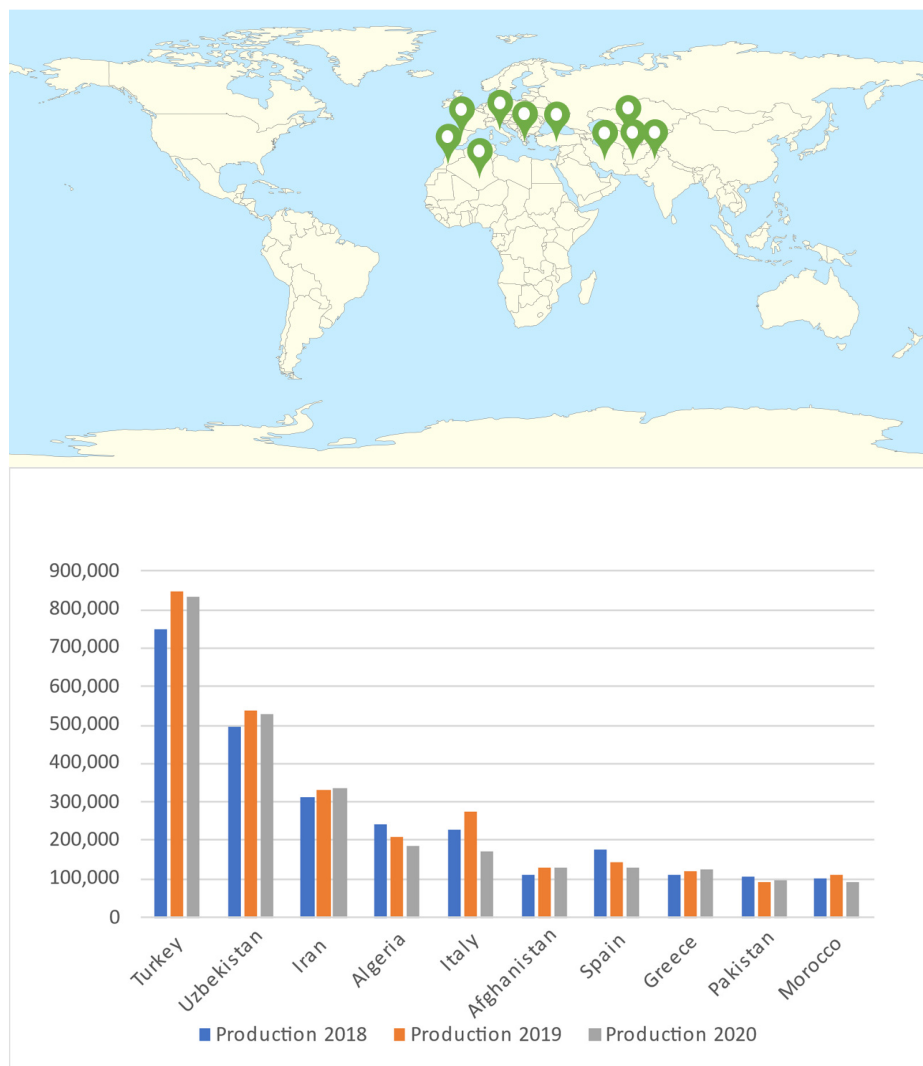 900,000
800,000
700,000
600,000
500,000
400,000
300,000
200,000
100,000
0
Turkey
Uzbekistan
Iran
Algeria
Italy
Afghanistan
Spain
Greece
Pakistan
Morocco
Production 2018 Production 2019 Production 2020